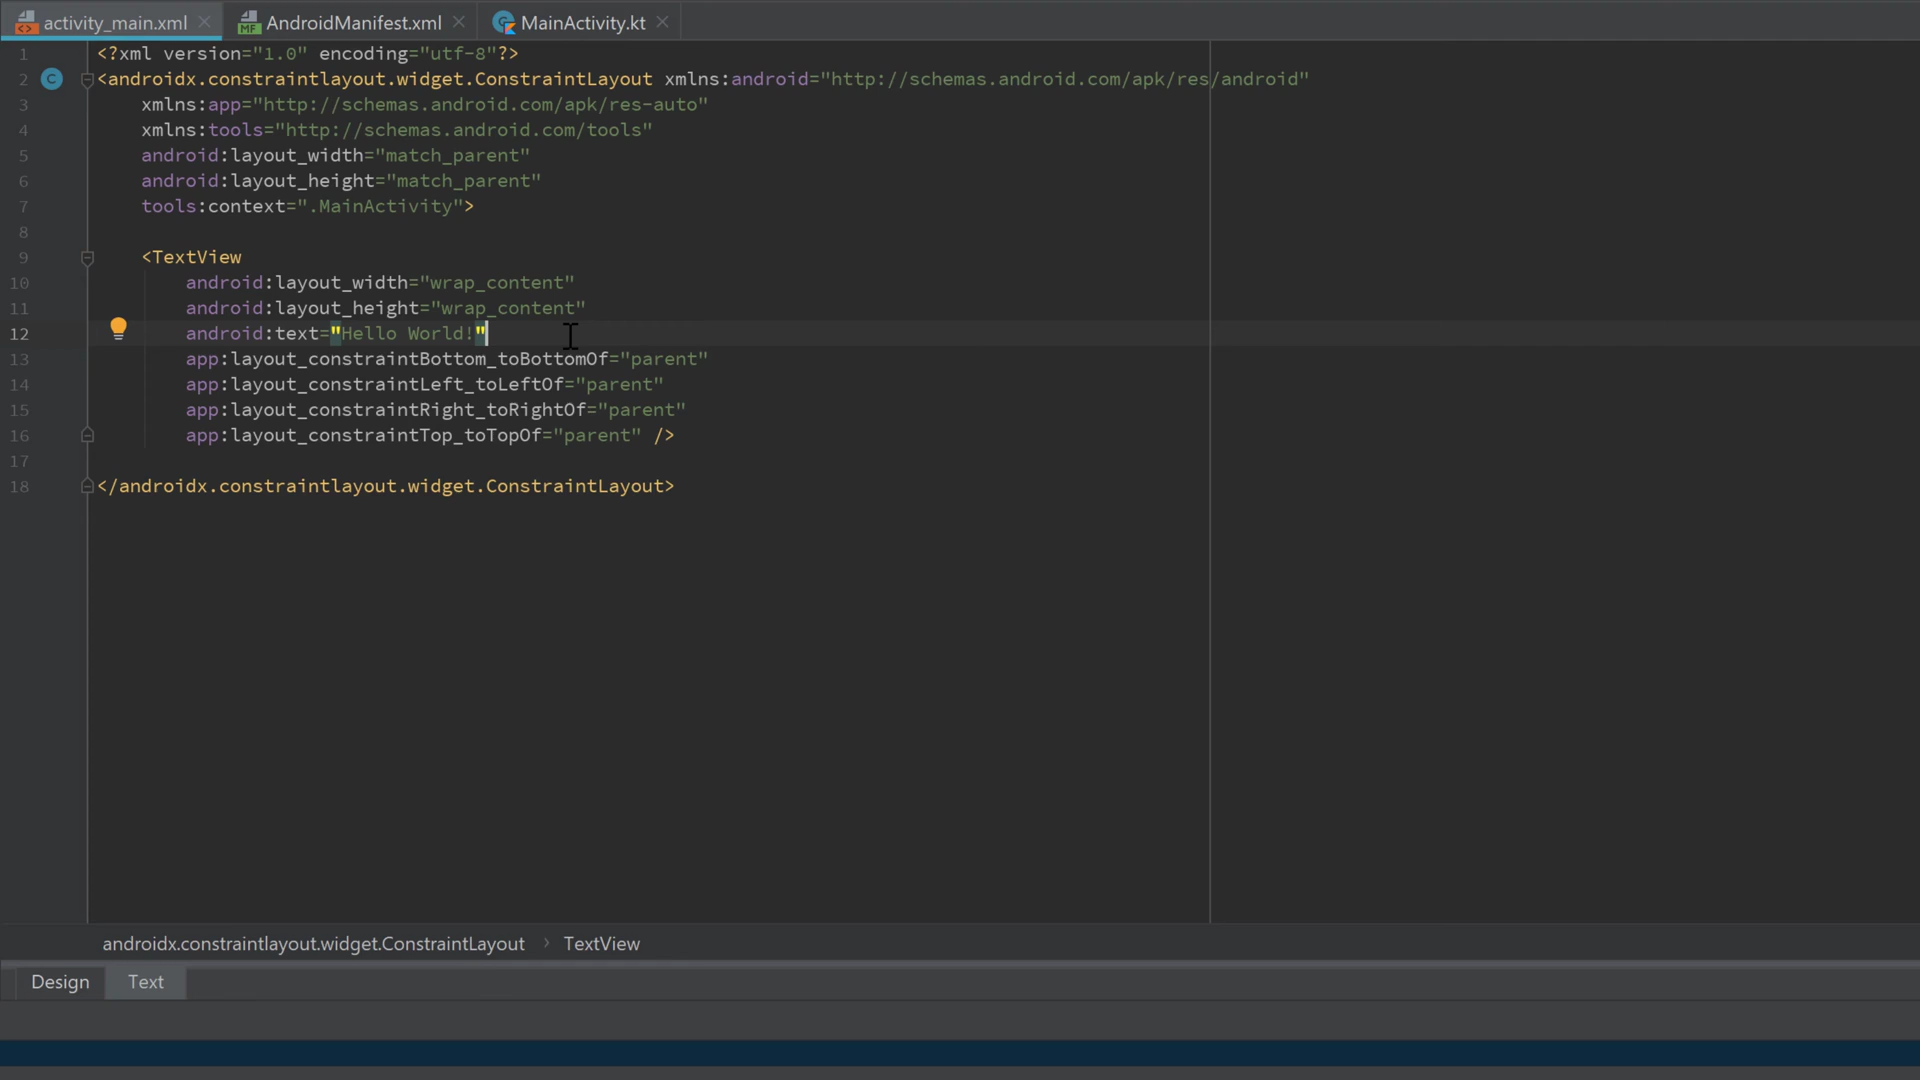 activity_main.xml AndroidManifest.xml MainActivity.kt
1 <?xml version="1.0" encoding="utf-8"?>
2 <androidx.constraintlayout.widget.ConstraintLayout xmlns:android="http://schemas.android.com/apk/res/android"
3 xmlns:app="http://schemas.android.com/apk/res-auto"
4 xmlns:tools="http://schemas.android.com/tools"
5 android:layout_width="match_parent"
6 android:layout_height="match_parent"
7 tools:context=".MainActivity">
8
9 <TextView
10 android:layout_width="wrap_content"
11 android:layout_height="wrap_content"
12 android:text="Hello World!"
13 app:layout_constraintBottom_toBottomOf="parent"
14 app:layout_constraintLeft_toLeftOf="parent"
15 app:layout_constraintRight_toRightOf="parent"
16 app:layout_constraintTop_toTopOf="parent" />
17
18 </androidx.constraintlayout.widget.ConstraintLayout>
androidx.constraintlayout.widget.ConstraintLayout › TextView
Design Text